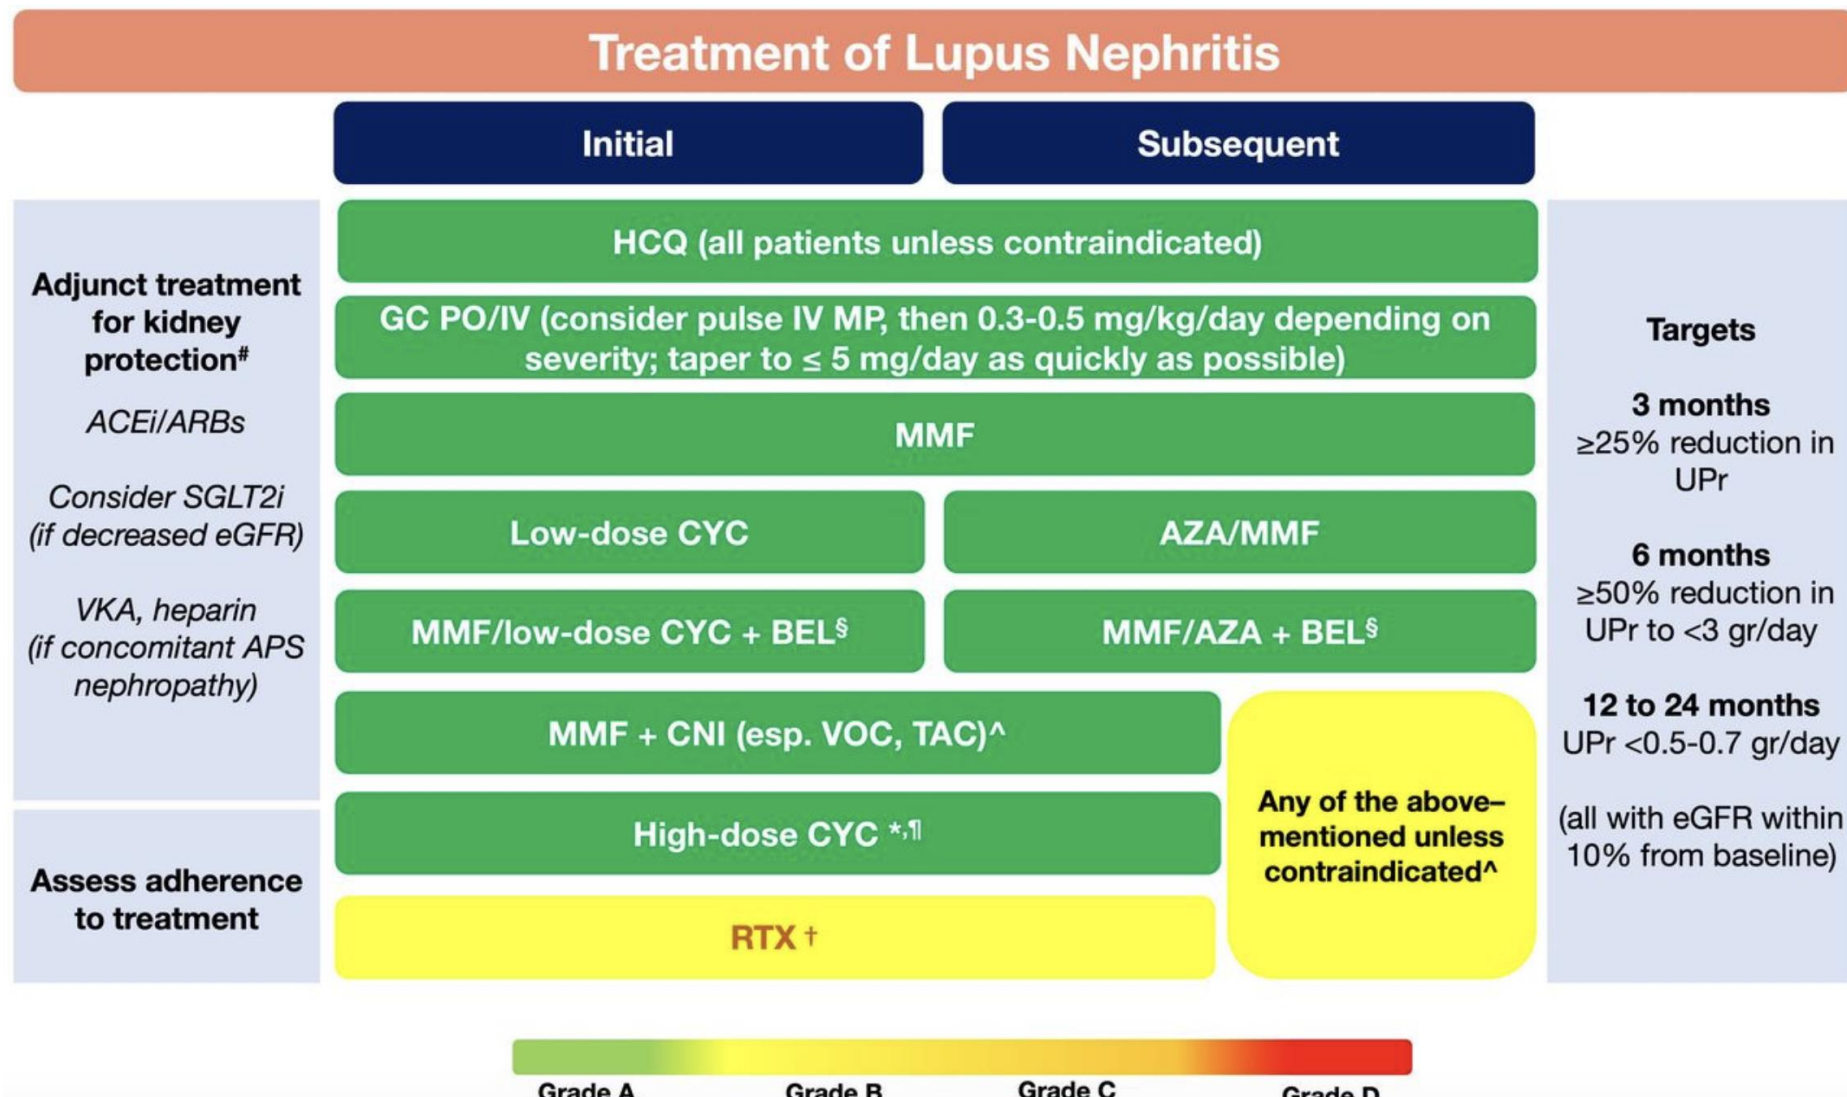 Treatment of Lupus Nephritis
Initial
Subsequent
Adjunct treatment
for kidney
protection#
ACEi/ARBs
Consider SGLT2i
(if decreased eGFR)
VKA, heparin
(if concomitant APS
nephropathy)
Assess adherence
to treatment
HCQ (all patients unless contraindicated)
GC PO/IV (consider pulse IV MP, then 0.3-0.5 mg/kg/day depending on
severity; taper to ≤ 5 mg/day as quickly as possible)
MMF
Low-dose CYC
AZA/MMF
MMF/low-dose CYC + BEL§
MMF/AZA + BEL§
MMF + CNI (esp. VOC, TAC)^
High-dose CYC *,¶
RTX †
Any of the above–
mentioned unless
contraindicated^
Targets
3 months
≥25% reduction in
UPr
6 months
≥50% reduction in
UPr to <3 gr/day
12 to 24 months
UPr <0.5-0.7 gr/day
(all with eGFR within
10% from baseline)
Grade A
Grade B
Grade C
Grade D